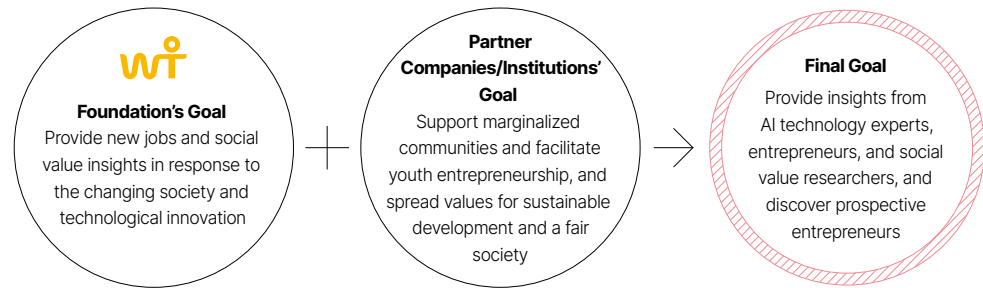 WT
Foundation's Goal
Provide new jobs and social
value insights in response to
the changing society and
technological innovation
Partner
Companies/Institutions'
Goal
Support marginalized
communities and facilitate
youth entrepreneurship, and
spread values for sustainable
development and a fair
society
Final Goal
Provide insights from
AI technology experts,
entrepreneurs, and social
value researchers, and
discover prospective
entrepreneurs